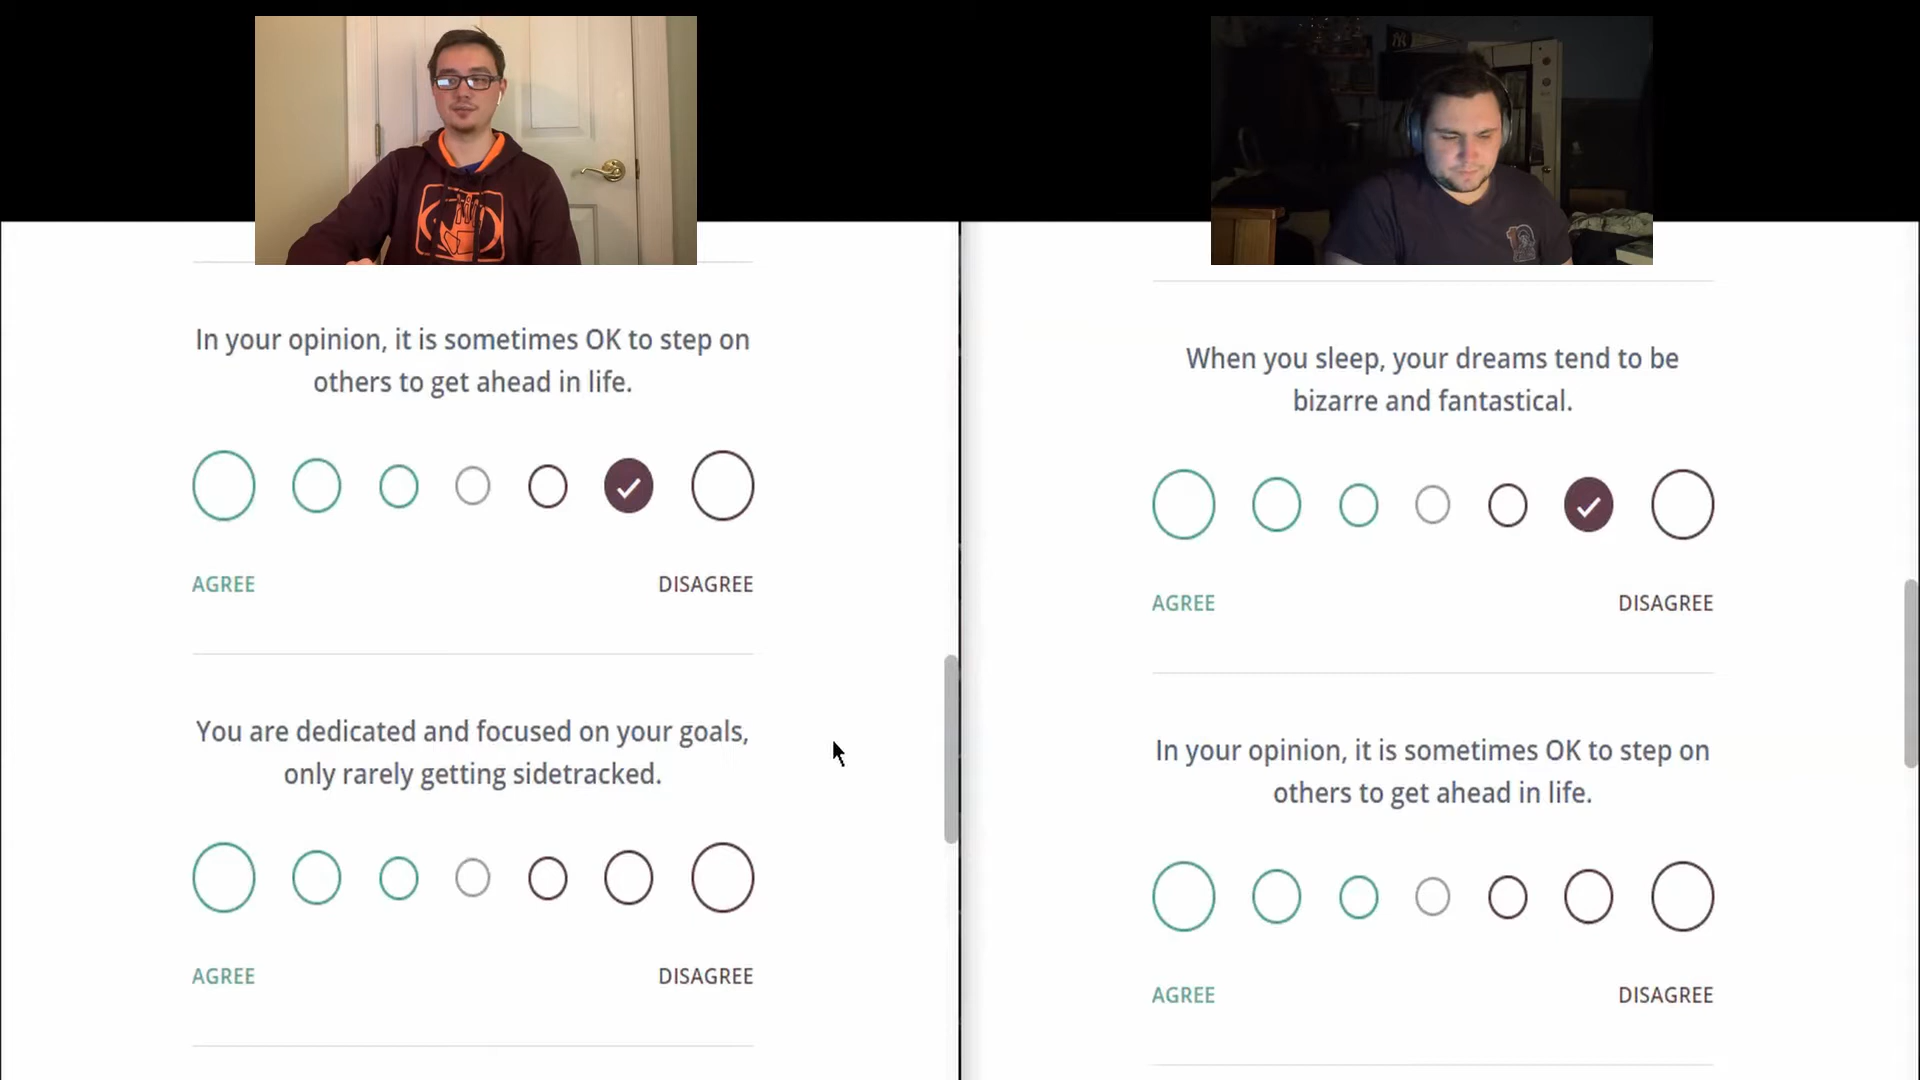 In your opinion, it is sometimes OK to step on
others to get ahead in life.
AGREE
DISAGREE
You are dedicated and focused on your goals,
only rarely getting sidetracked.
AGREE
DISAGREE
When you sleep, your dreams tend to be
bizarre and fantastical.
AGREE
DISAGREE
In your opinion, it is sometimes OK to step on
others to get ahead in life.
AGREE
DISAGREE